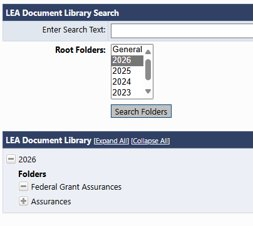 LEA Document Library Search
Enter Search Text:
Root Folders:
General
2026
2025
2024
2023
Search Folders
LEA Document Library [Expand All] [Collapse All]
2026
Folders
Federal Grant Assurances
Assurances